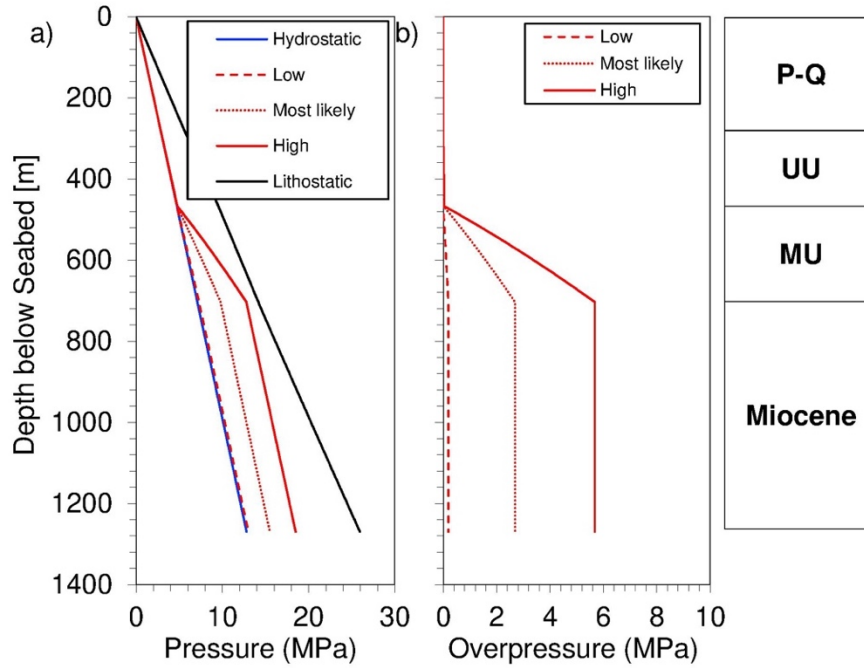 a)
Hydrostatic
Low
Most likely
High
Lithostatic
0
200
400
600
800
1000
1200
1400
Depth below Seabed [m]
0 10 20 30
Pressure (MPa)
b)
Low
Most likely
High
0 2 4 6 8 10
Overpressure (MPa)
P-Q
UU
MU
Miocene